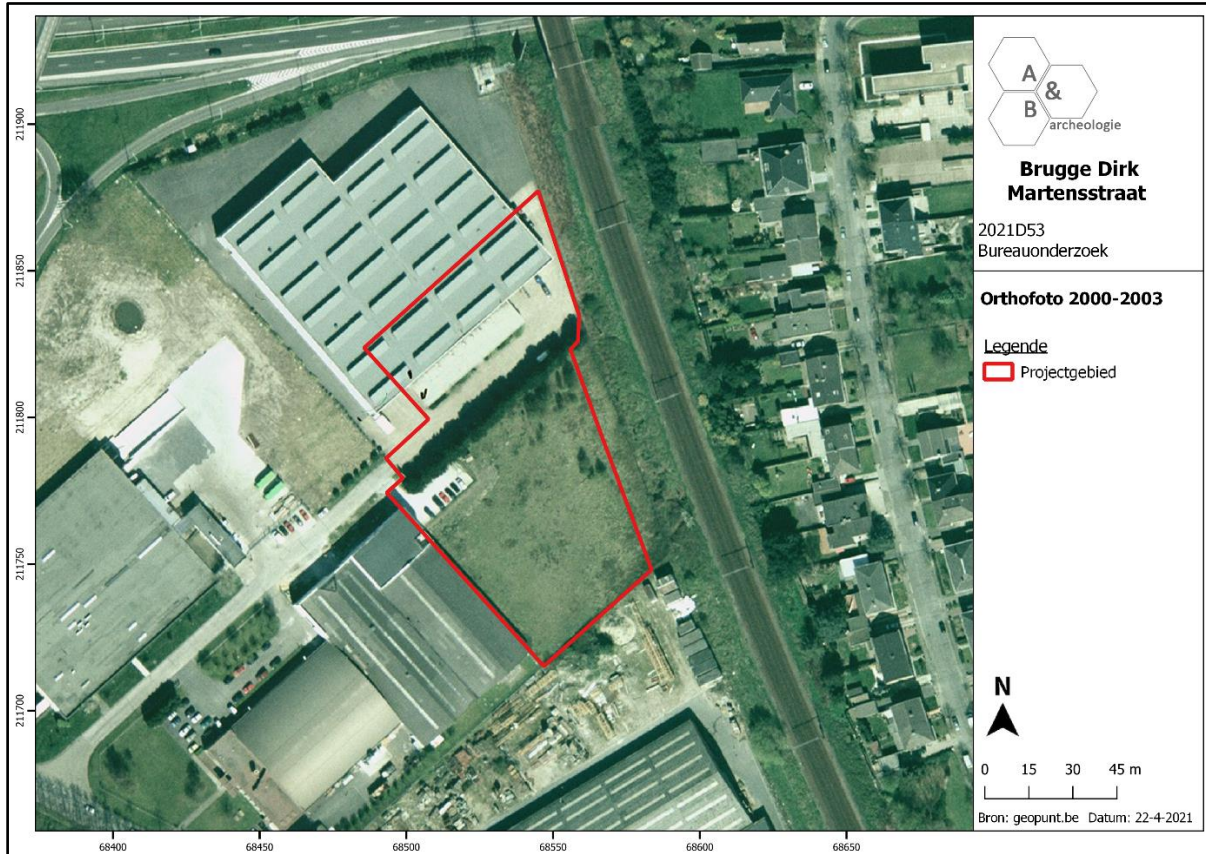 A
&
B
archeologie
Brugge Dirk
Martensstraat
2021D53
Bureauonderzoek
Orthofoto 2000-2003
Legende
Projectgebied
N
0 15 30 45 m
Bron: geopunt.be Datum: 22-4-2021
211900
211850
211800
211750
211700
68400 68450 68500 68550 68600 68650